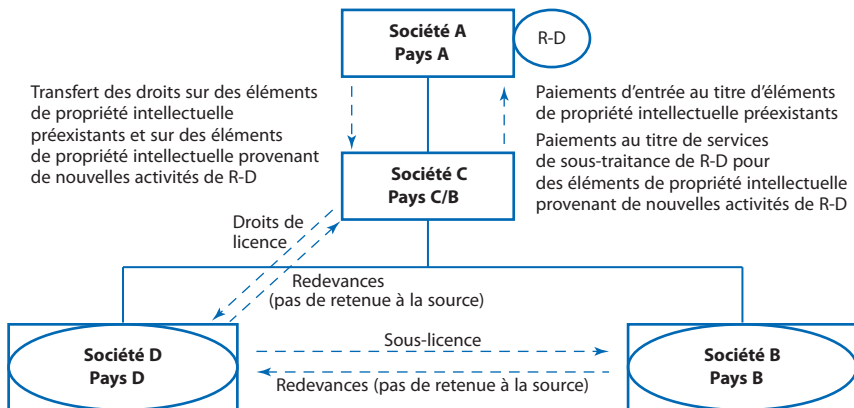 Société A
Pays A
R-D
Transfert des droits sur des éléments
de propriété intellectuelle
préexistants et sur des éléments
de propriété intellectuelle provenant
de nouvelles activités de R-D
Paiements d’entrée au titre d’éléments
de propriété intellectuelle préexistants
Paiements au titre de services
de sous-traitance de R-D pour
des éléments de propriété intellectuelle
provenant de nouvelles activités de R-D
Société C
Pays C/B
Droits de
licence
Redevances
(pas de retenue à la source)
Société D
Pays D
Sous-licence
Redevances (pas de retenue à la source)
Société B
Pays B